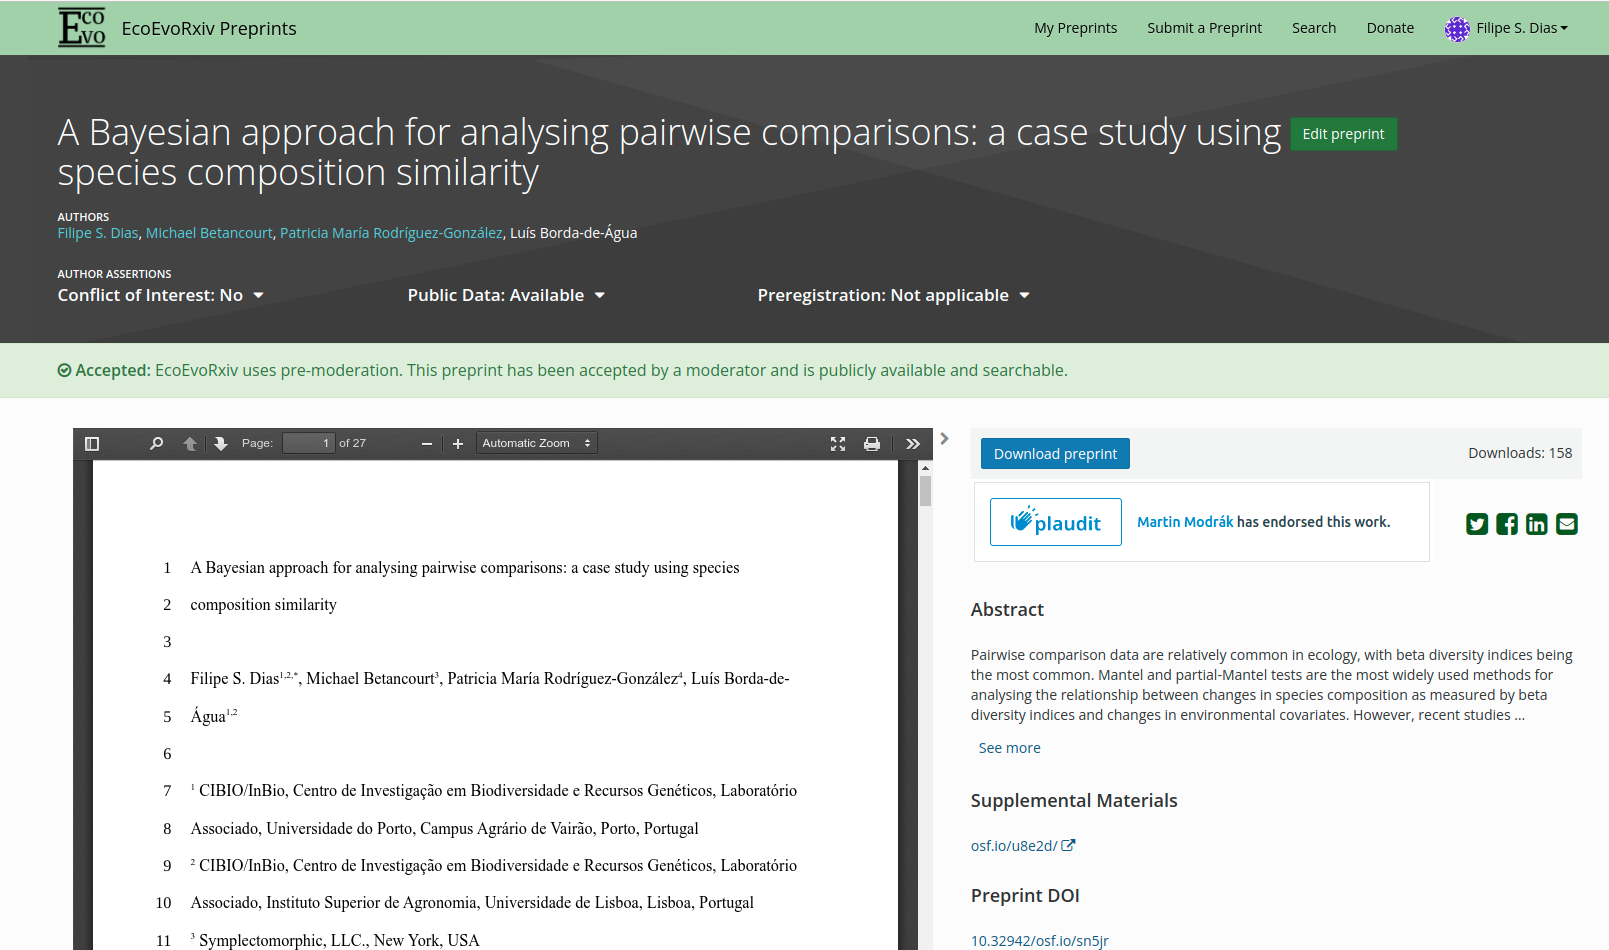 ECO EVO
EcoEvoRxiv Preprints
My Preprints
Submit a Preprint
Search
Donate
Filipe S. Dias
A Bayesian approach for analysing pairwise comparisons: a case study using
species composition similarity
Edit preprint
AUTHORS
Filipe S. Dias, Michael Betancourt, Patricia María Rodríguez-González, Luís Borda-de-Água
AUTHOR ASSERTIONS
Conflict of Interest: No
Public Data: Available
Preregistration: Not applicable
Accepted: EcoEvoRxiv uses pre-moderation. This preprint has been accepted by a moderator and is publicly available and searchable.
Page: 1 of 27
Automatic Zoom
1 A Bayesian approach for analysing pairwise comparisons: a case study using species
2 composition similarity
3
4 Filipe S. Dias1,2,*, Michael Betancourt3, Patricia María Rodríguez-González4, Luís Borda-de-
5 Água1,2
6
7 1 CIBIO/InBio, Centro de Investigação em Biodiversidade e Recursos Genéticos, Laboratório
8 Associado, Universidade do Porto, Campus Agrário de Vairão, Porto, Portugal
9 2 CIBIO/InBio, Centro de Investigação em Biodiversidade e Recursos Genéticos, Laboratório
10 Associado, Instituto Superior de Agronomia, Universidade de Lisboa, Lisboa, Portugal
11 3 Symplectomorphic, LLC., New York, USA
Download preprint
Downloads: 158
plaudit
Martin Modrák has endorsed this work.
Abstract
Pairwise comparison data are relatively common in ecology, with beta diversity indices being
the most common. Mantel and partial-Mantel tests are the most widely used methods for
analysing the relationship between changes in species composition as measured by beta
diversity indices and changes in environmental covariates. However, recent studies ...
See more
Supplemental Materials
osf.io/u8e2d/
Preprint DOI
10.32942/osf.io/sn5jr